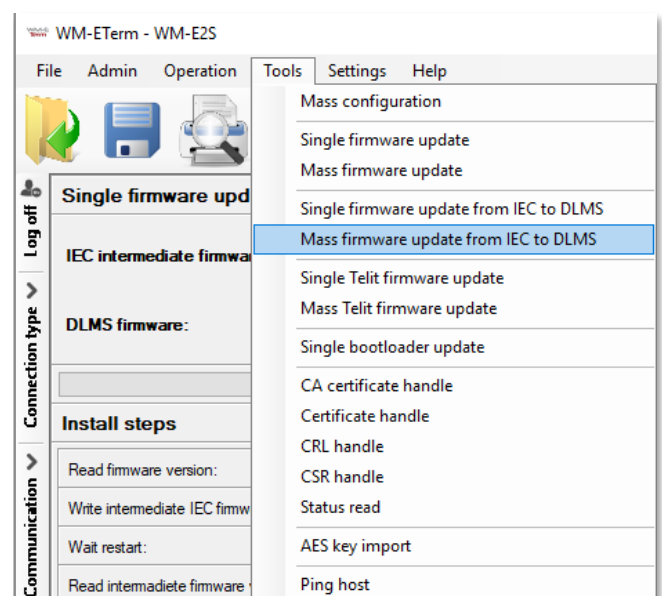 WM-ETerm - WM-E2S
File Admin Operation Tools Settings Help
Mass configuration
Single firmware update
Mass firmware update
Single firmware update from IEC to DLMS
Mass firmware update from IEC to DLMS
Single Telit firmware update
Mass Telit firmware update
Single bootloader update
CA certificate handle
Certificate handle
CRL handle
CSR handle
Status read
AES key import
Ping host
Log off
Connection type >
Communication >
Single firmware upd
IEC intermediate firmwa
DLMS firmware:
Install steps
Read firmware version:
Write intermediate IEC firmw
Wait restart:
Read intermadiete firmware